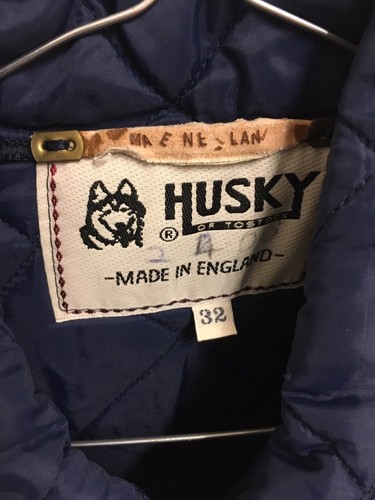 HUSKY
OF TOSTOCK
®
-MADE IN ENGLAND-
32